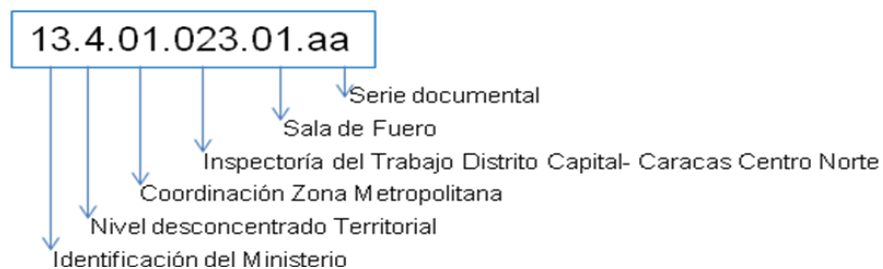 13.4.01.023.01.aa
Serie documental
Sala de Fuero
Inspectoría del Trabajo Distrito Capital- Caracas Centro Norte
Coordinación Zona Metropolitana
Nivel desconcentrado Territorial
Identificación del Ministerio